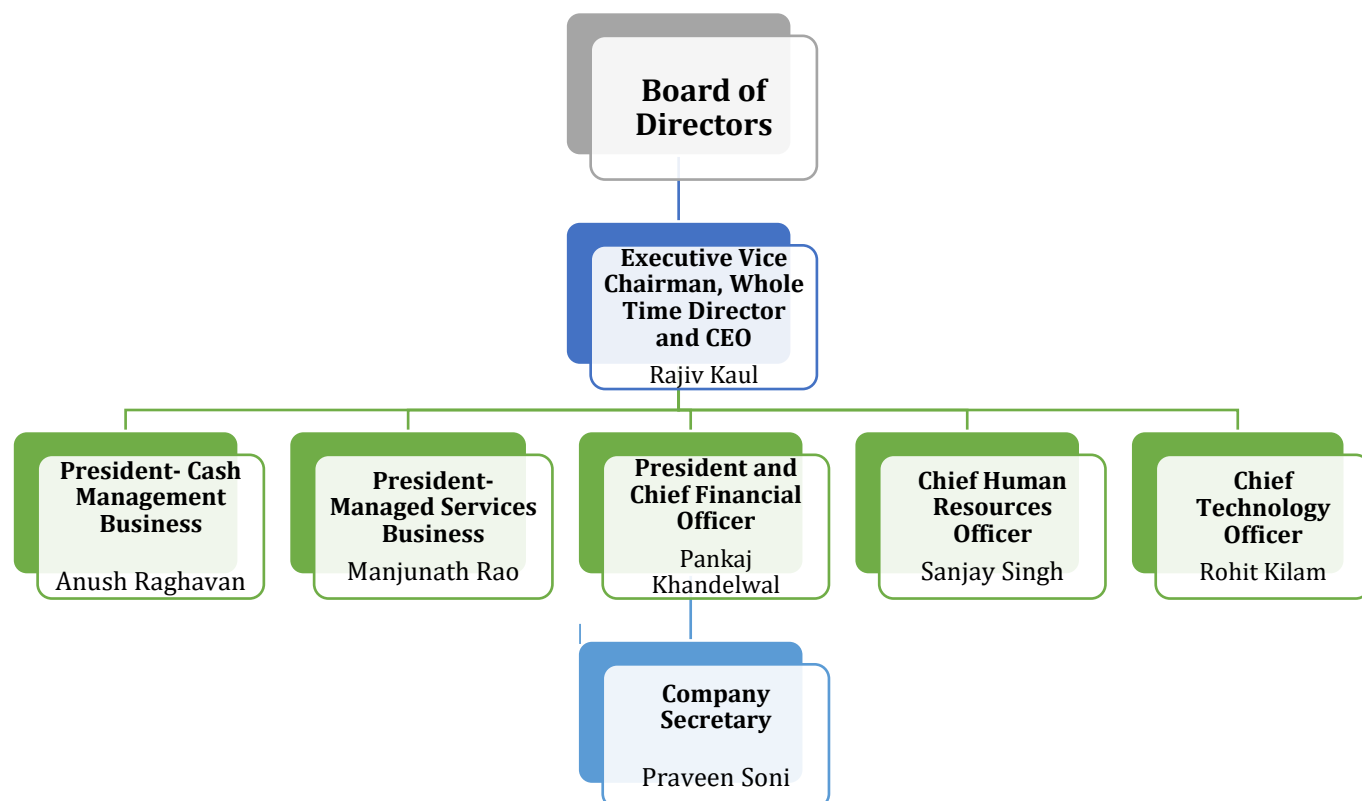 Board of
Directors
Executive Vice
Chairman, Whole
Time Director
and CEO
Rajiv Kaul
President- Cash
Management
Business
Anush Raghavan
President-
Managed Services
Business
Manjunath Rao
President and
Chief Financial
Officer
Pankaj
Khandelwal
Chief Human
Resources
Officer
Sanjay Singh
Chief
Technology
Officer
Rohit Kilam
Company
Secretary
Praveen Soni